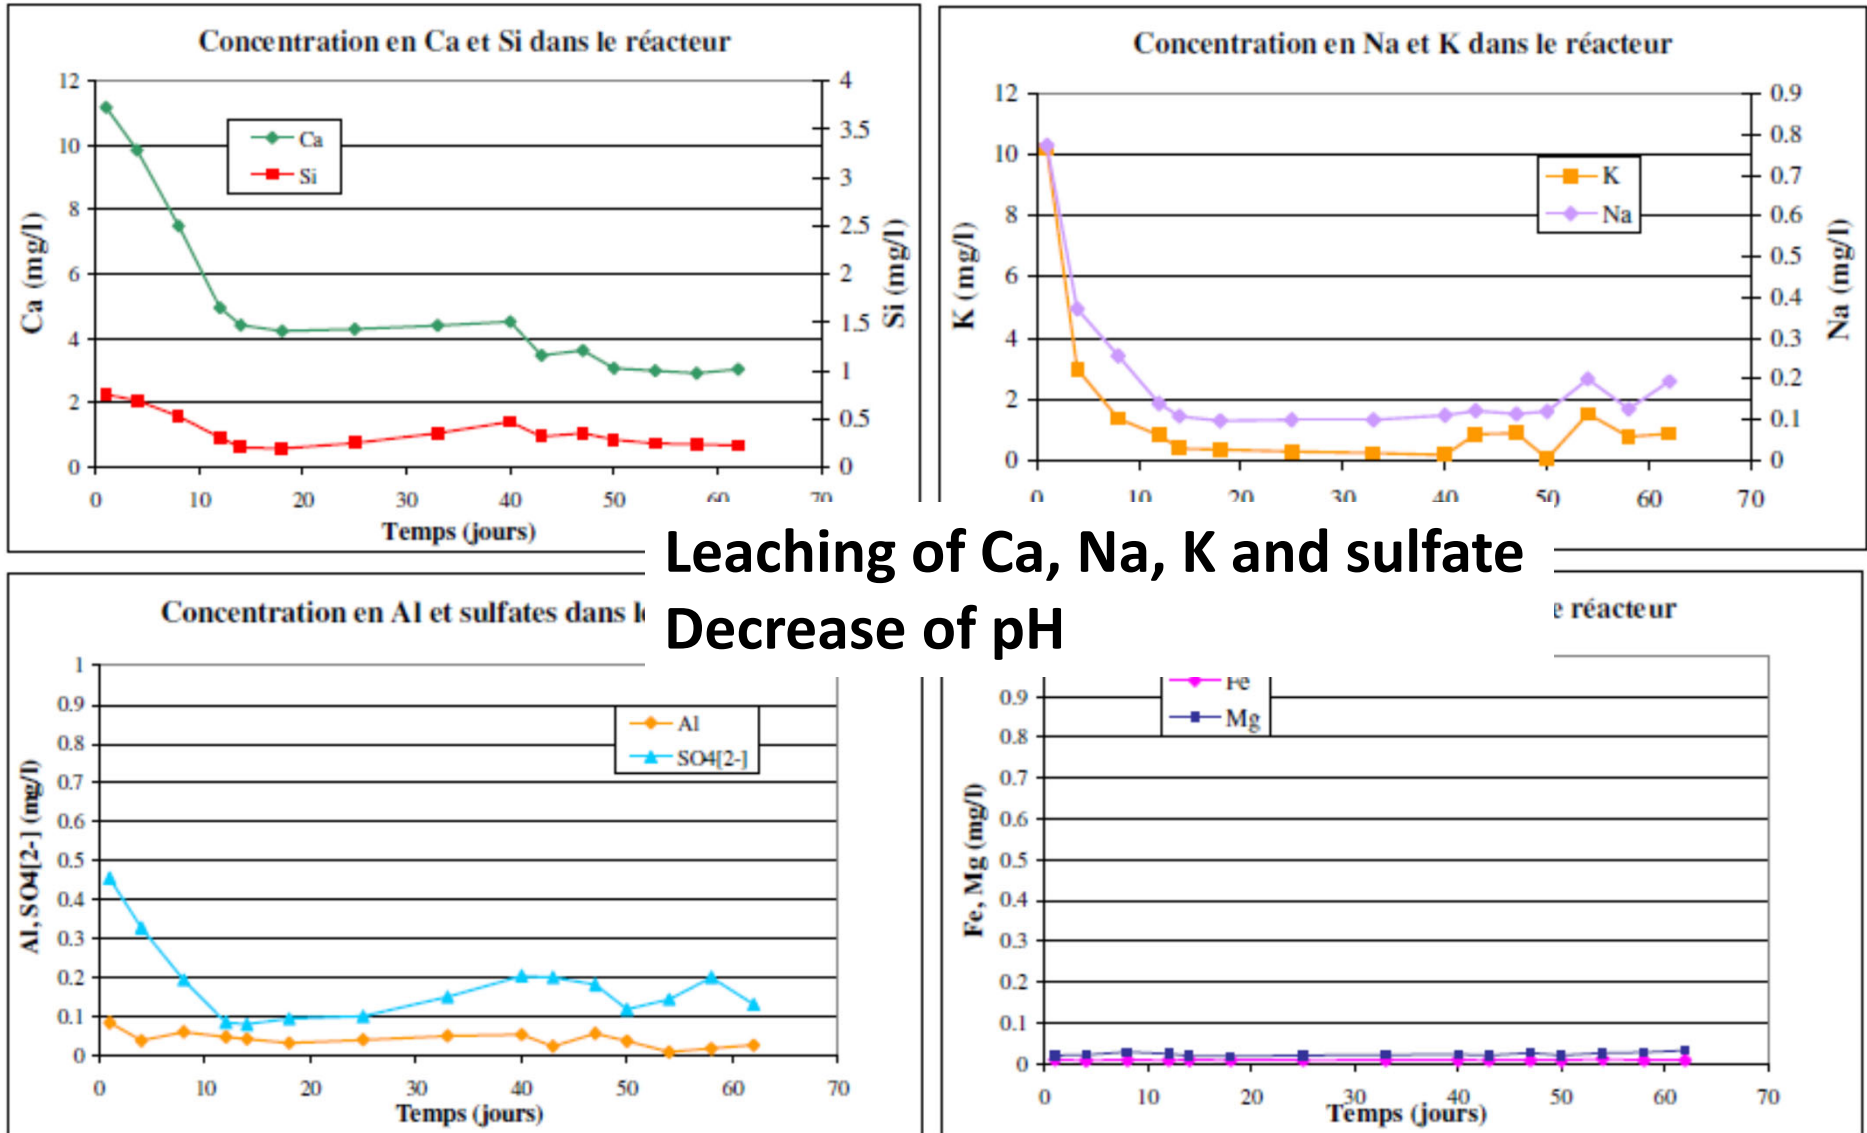 Concentration en Ca et Si dans le réacteur
12
10
8
6
4
2
0
Ca (mg/l)
4
3.5
3
2.5
2
1.5
1
0.5
0
Si (mg/l)
Ca
Si
0 10 20 30 40 50 60 70
Temps (jours)
Concentration en Na et K dans le réacteur
12
10
8
6
4
2
0
K (mg/l)
0.9
0.8
0.7
0.6
0.5
0.4
0.3
0.2
0.1
0
Na (mg/l)
K
Na
0 10 20 30 40 50 60 70
Leaching of Ca, Na, K and sulfate
Decrease of pH
Concentration en Al et sulfates dans
1
0.9
0.8
0.7
0.6
0.5
0.4
0.3
0.2
0.1
0
Al, SO4[2-] (mg/l)
Al
SO4[2-]
0 10 20 30 40 50 60 70
Temps (jours)
réacteur
0.9
0.8
0.7
0.6
0.5
0.4
0.3
0.2
0.1
0
Fe, Mg (mg/l)
Fe
Mg
0 10 20 30 40 50 60 70
Temps (jours)